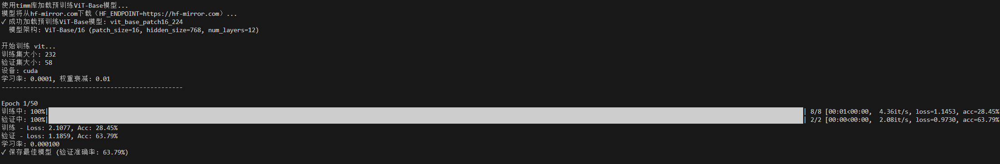 使用timm库加载预训练ViT-Base模型...
模型将从hf-mirror.com下载（HF_ENDPOINT=https://hf-mirror.com）...
✓ 成功加载预训练ViT-Base模型: vit_base_patch16_224
  模型架构: ViT-Base/16 (patch_size=16, hidden_size=768, num_layers=12)
开始训练 vit...
训练集大小: 232
验证集大小: 58
设备: cuda
学习率: 0.0001, 权重衰减: 0.01
--------------------------------------------------
Epoch 1/50
训练中: 100%|██████████| 8/8 [00:01<00:00,  4.36it/s, loss=1.1453, acc=28.45%
验证中: 100%|██████████| 2/2 [00:00<00:00,  2.08it/s, loss=0.9730, acc=63.79%
训练 - Loss: 2.1077, Acc: 28.45%
验证 - Loss: 1.1859, Acc: 63.79%
学习率: 0.000100
✓ 保存最佳模型 (验证准确率: 63.79%)